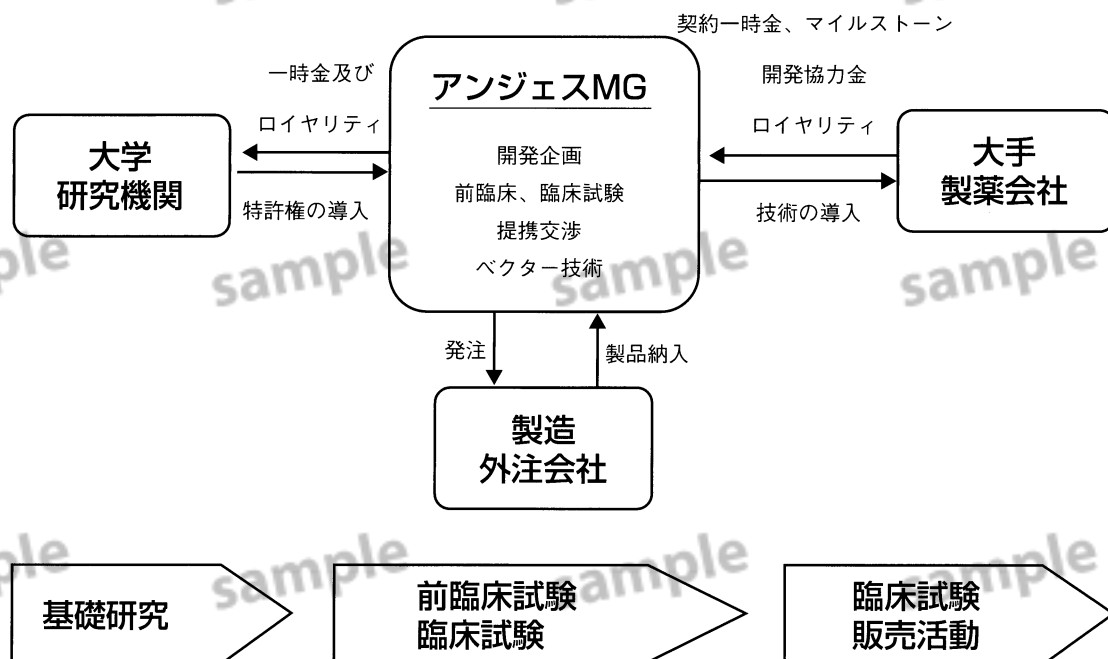 契約一時金、マイルストーン
一時金及び
開発協力金
ロイヤリティ
ロイヤリティ
アンジェスMG
開発企画
前臨床、臨床試験
提携交渉
ベクター技術
大学
研究機関
特許権の導入
大手
製薬会社
技術の導入
発注
製品納入
製造
外注会社
基礎研究
前臨床試験
臨床試験
臨床試験
販売活動
sample
sample
sample
sample
sample
sample